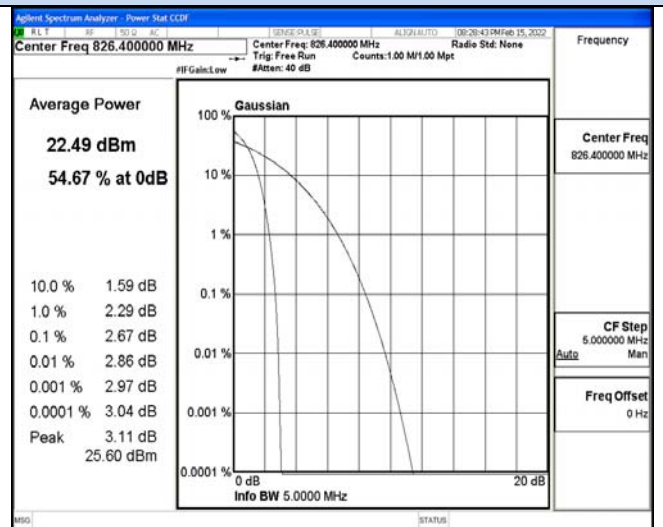 Agilent Spectrum Analyzer - Power Stat CCDF
RLT RF 50 Ω AC SENSE:PULSE ALIGN AUTO 08:28:43 PM Feb 15, 2022
Center Freq 826.400000 MHz
Center Freq: 826.400000 MHz Radio Std: None
Trig: Free Run Counts:1.00 M/1.00 Mpt
#IFGain:Low #Atten: 40 dB
Frequency
Average Power
22.49 dBm
54.67 % at 0dB
10.0 % 1.59 dB
1.0 % 2.29 dB
0.1 % 2.67 dB
0.01 % 2.86 dB
0.001 % 2.97 dB
0.0001 % 3.04 dB
Peak 3.11 dB
25.60 dBm
Gaussian
100 %
10 %
1 %
0.1 %
0.01 %
0.001 %
0.0001 %
0 dB 20 dB
Info BW 5.0000 MHz
Center Freq
826.400000 MHz
CF Step
5.000000 MHz
Auto Man
Freq Offset
0 Hz
MSG STATUS